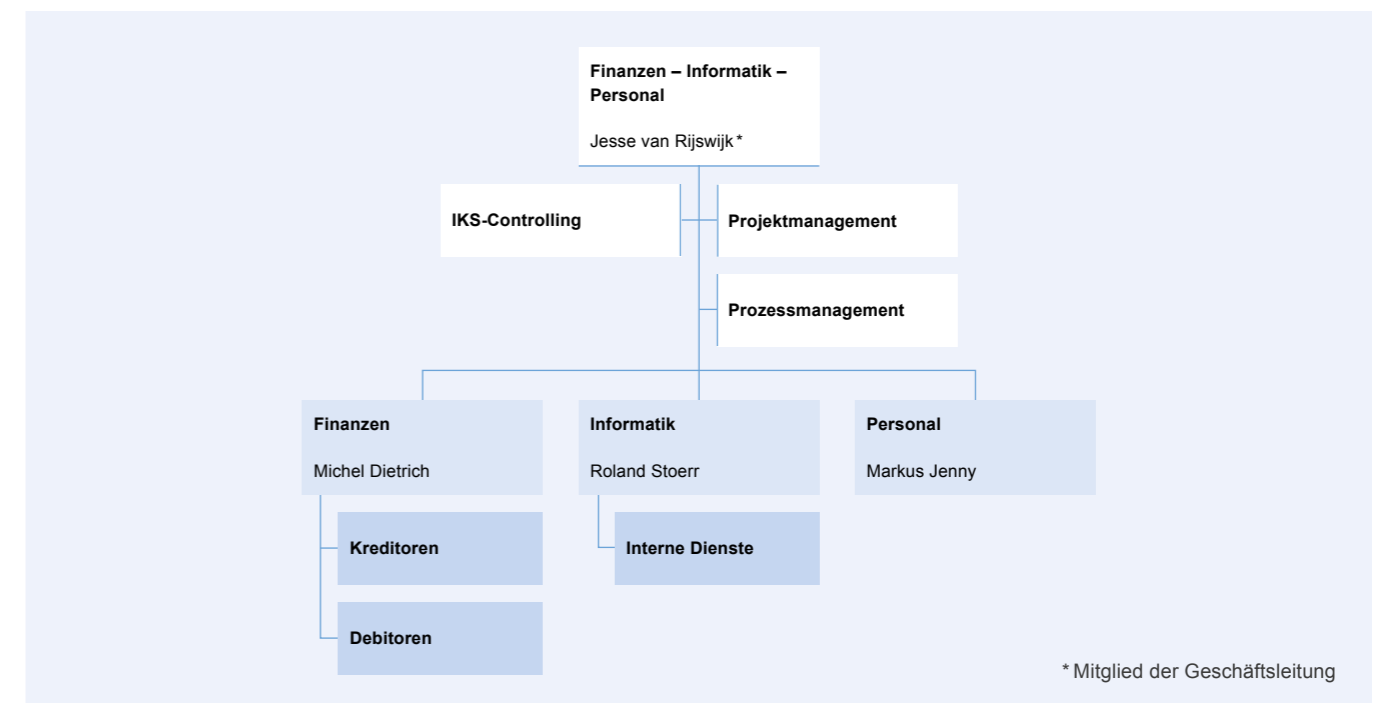 Finanzen – Informatik –
Personal
Jesse van Rijswijk *
IKS-Controlling
Projektmanagement
Prozessmanagement
Finanzen
Michel Dietrich
Informatik
Roland Stoerr
Personal
Markus Jenny
Kreditoren
Interne Dienste
Debitoren
* Mitglied der Geschäftsleitung